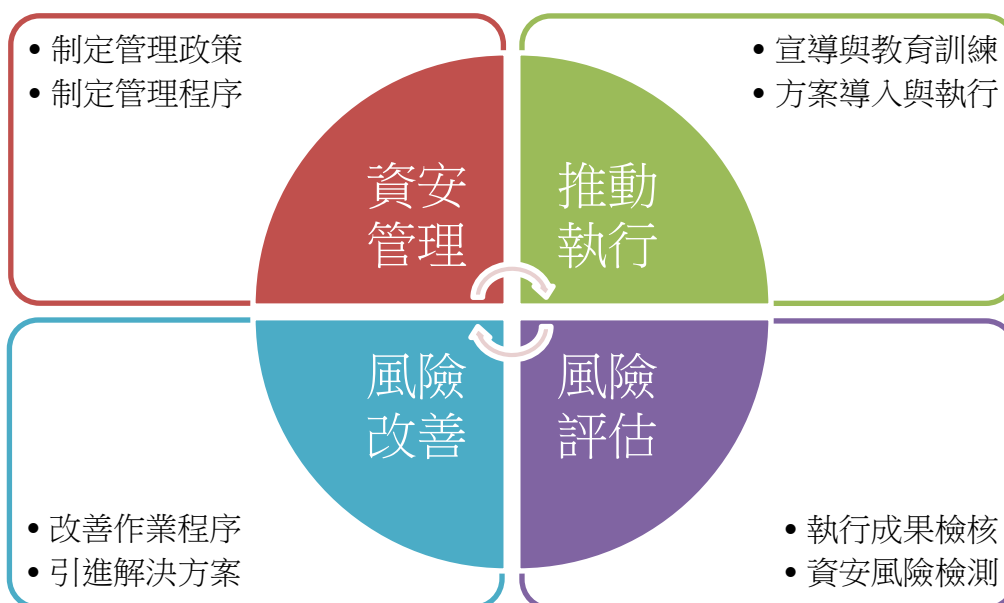 • 制定管理政策
• 制定管理程序
• 宣導與教育訓練
• 方案導入與執行
資安
管理
推動
執行
風險
改善
風險
評估
• 改善作業程序
• 引進解決方案
• 執行成果檢核
• 資安風險檢測